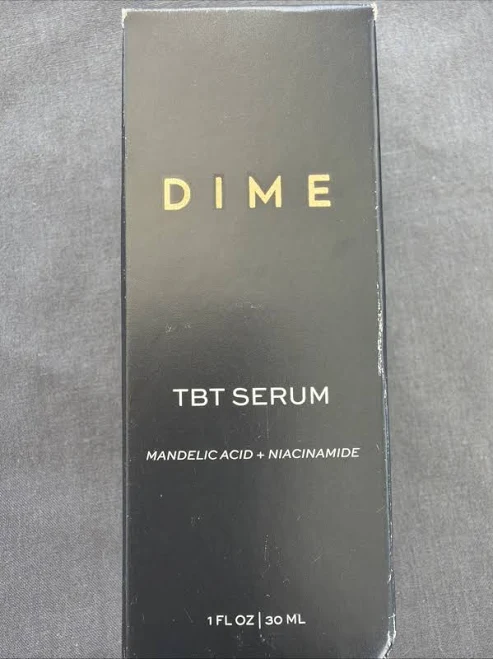 DIME
TBT SERUM
MANDELIC ACID + NIACINAMIDE
1 FL OZ | 30 ML